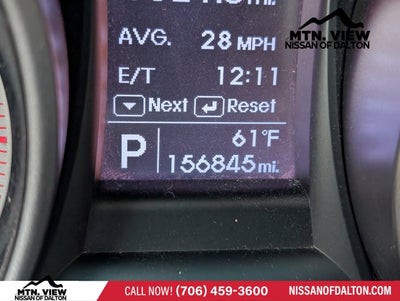 MTN. VIEW
NISSAN OF DALTON
AVG. 28 MPH
E/T 12:11
Next Reset
P 61°F
156845 mi.
MTN. VIEW
NISSAN OF DALTON
CALL NOW! (706) 459-3600
NISSANOFDALTON.COM